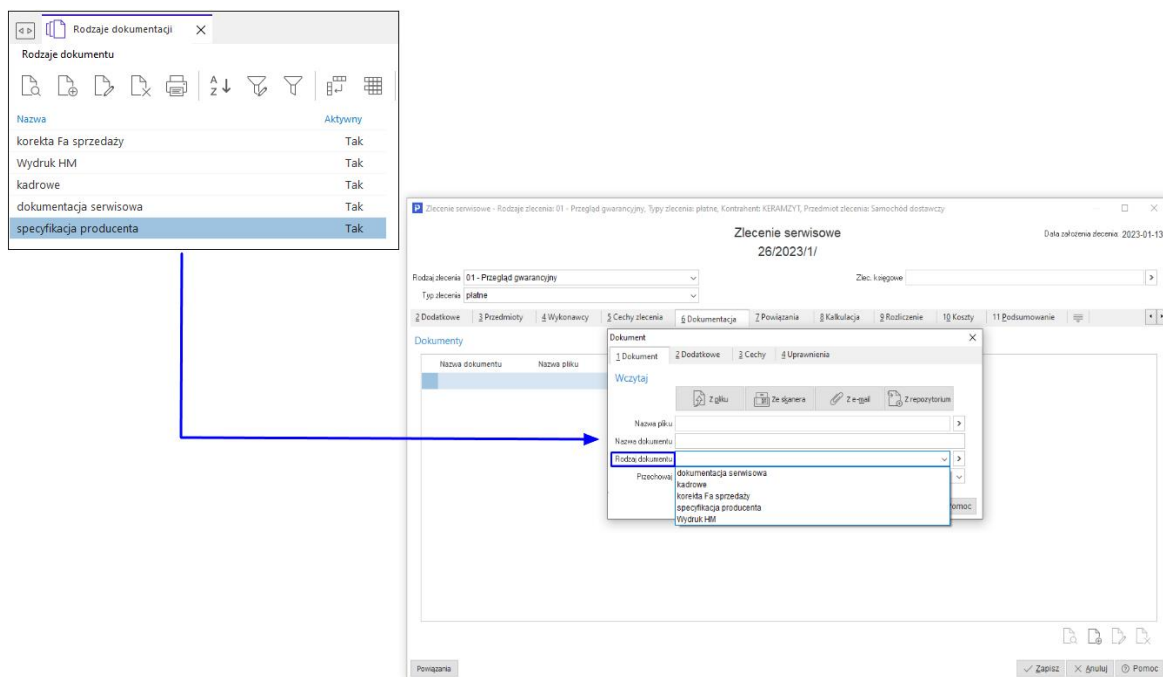 Rodzaje dokumentacji
Rodzaje dokumentu
Nazwa Aktywny
korekta Fa sprzedaży Tak
Wydruk HM Tak
kadrowe Tak
dokumentacja serwisowa Tak
specyfikacja producenta Tak
Zlecenie serwisowe - Rodzaje zlecenia: 01 - Przegląd gwarancyjny, Typy zlecenia: płatne, Kontrahent: KERAMZYT, Przedmiot zlecenia: Samochód dostawczy
Zlecenie serwisowe
Data założenia zlecenia: 2023-01-13
26/2023/1/
Rodzaj zlecenia 01 - Przegląd gwarancyjny
Zlec. księgowe
Typ zlecenia płatne
2 Dodatkowe 3 Przedmioty 4 Wykonawcy 5 Cechy zlecenia 6 Dokumentacja 7 Powiązania 8 Kalkulacja 9 Rozliczenie 10 Koszty 11 Podsumowanie
Dokumenty
Nazwa dokumentu Nazwa pliku
Dokument
1 Dokument 2 Dodatkowe 3 Cechy 4 Uprawnienia
Wczytaj
Z pliku Ze skanera Z e-mail Z repozytorium
Nazwa pliku
Nazwa dokumentu
Rodzaj dokumentu
Przechowaj
dokumentacja serwisowa
kadrowe
korekta Fa sprzedaży
specyfikacja producenta
Wydruk HM
omoc
Powiązania
Zapisz Anuluj Pomoc